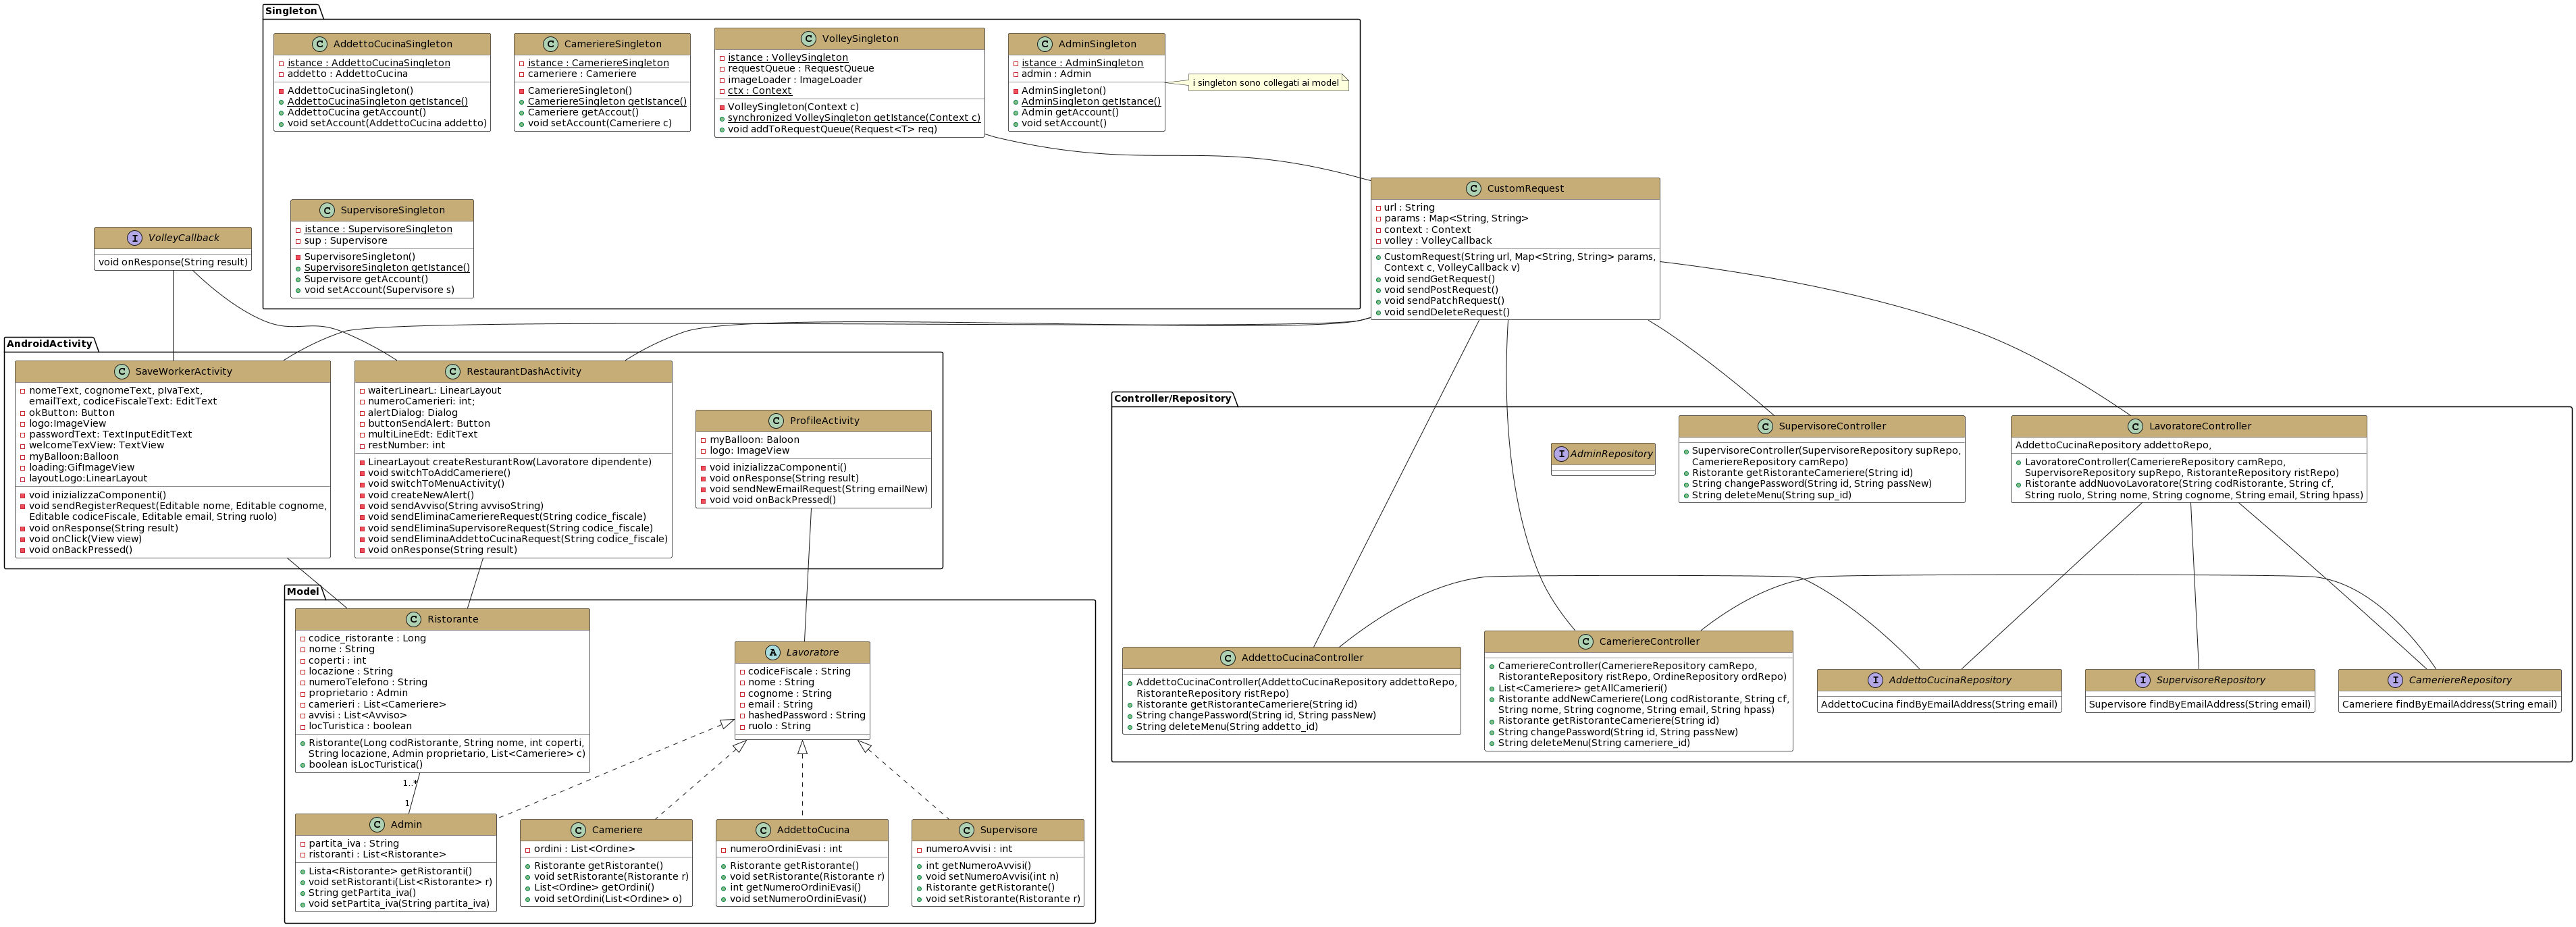 Singleton
AddettoCucinaSingleton
istance : AddettoCucinaSingleton
addetto : AddettoCucina
AddettoCucinaSingleton()
AddettoCucinaSingleton getIstance()
AddettoCucina getAccount()
void setAccount(AddettoCucina addetto)
CameriereSingleton
istance : CameriereSingleton
cameriere : Cameriere
CameriereSingleton()
CameriereSingleton getIstance()
Cameriere getAccout()
void setAccount(Cameriere c)
VolleySingleton
istance : VolleySingleton
requestQueue : RequestQueue
imageLoader : ImageLoader
ctx : Context
VolleySingleton(Context c)
synchronized VolleySingleton getIstance(Context c)
void addToRequestQueue(Request<T> req)
AdminSingleton
istance : AdminSingleton
admin : Admin
AdminSingleton()
AdminSingleton getIstance()
Admin getAccount()
void setAccount()
i singleton sono collegati ai model
SupervisoreSingleton
istance : SupervisoreSingleton
sup : Supervisore
SupervisoreSingleton()
SupervisoreSingleton getIstance()
Supervisore getAccount()
void setAccount(Supervisore s)
CustomRequest
url : String
params : Map<String, String>
context : Context
volley : VolleyCallback
CustomRequest(String url, Map<String, String> params,
Context c, VolleyCallback v)
void sendGetRequest()
void sendPostRequest()
void sendPatchRequest()
void sendDeleteRequest()
VolleyCallback
void onResponse(String result)
AndroidActivity
SaveWorkerActivity
nomeText, cognomeText, pIvaText,
emailText, codiceFiscaleText: EditText
okButton: Button
logo:ImageView
passwordText: TextInputEditText
welcomeTexView: TextView
myBalloon:Balloon
loading:GifImageView
layoutLogo:LinearLayout
void inizializzaComponenti()
void sendRegisterRequest(Editable nome, Editable cognome,
Editable codiceFiscale, Editable email, String ruolo)
void onResponse(String result)
void onClick(View view)
void onBackPressed()
RestaurantDashActivity
waiterLinearL: LinearLayout
numeroCamerieri: int;
alertDialog: Dialog
buttonSendAlert: Button
multiLineEdt: EditText
restNumber: int
LinearLayout createResturantRow(Lavoratore dipendente)
void switchToAddCameriere()
void switchToMenuActivity()
void createNewAlert()
void sendAvviso(String avvisoString)
void sendEliminaCameriereRequest(String codice_fiscale)
void sendEliminaSupervisoreRequest(String codice_fiscale)
void sendEliminaAddettoCucinaRequest(String codice_fiscale)
void onResponse(String result)
ProfileActivity
myBalloon: Baloon
logo: ImageView
void inizializzaComponenti()
void onResponse(String result)
void sendNewEmailRequest(String emailNew)
void void onBackPressed()
Controller/Repository
AdminRepository
SupervisoreController
SupervisoreController(SupervisoreRepository supRepo,
CameriereRepository camRepo)
Ristorante getRistoranteCameriere(String id)
String changePassword(String id, String passNew)
String deleteMenu(String sup_id)
LavoratoreController
AddettoCucinaRepository addettoRepo,
LavoratoreController(CameriereRepository camRepo,
SupervisoreRepository supRepo, RistoranteRepository ristRepo)
Ristorante addNuovoLavoratore(String codRistorante, String cf,
String ruolo, String nome, String cognome, String email, String hpass)
AddettoCucinaController
AddettoCucinaController(AddettoCucinaRepository addettoRepo,
RistoranteRepository ristRepo)
Ristorante getRistoranteCameriere(String id)
String changePassword(String id, String passNew)
String deleteMenu(String addetto_id)
CameriereController
CameriereController(CameriereRepository camRepo,
RistoranteRepository ristRepo, OrdineRepository ordRepo)
List<Cameriere> getAllCamerieri()
Ristorante addNewCameriere(Long codRistorante, String cf,
String nome, String cognome, String email, String hpass)
Ristorante getRistoranteCameriere(String id)
String changePassword(String id, String passNew)
String deleteMenu(String cameriere_id)
AddettoCucinaRepository
AddettoCucina findByEmailAddress(String email)
SupervisoreRepository
Supervisore findByEmailAddress(String email)
CameriereRepository
Cameriere findByEmailAddress(String email)
Model
Ristorante
codice_ristorante : Long
nome : String
coperti : int
locazione : String
numeroTelefono : String
proprietario : Admin
camerieri : List<Cameriere>
avvisi : List<Avviso>
locTuristica : boolean
Ristorante(Long codRistorante, String nome, int coperti,
String locazione, Admin proprietario, List<Cameriere> c)
boolean isLocTuristica()
Lavoratore
codiceFiscale : String
nome : String
cognome : String
email : String
hashedPassword : String
ruolo : String
1..*
1
Admin
partita_iva : String
ristoranti : List<Ristorante>
Lista<Ristorante> getRistoranti()
void setRistoranti(List<Ristorante> r)
String getPartita_iva()
void setPartita_iva(String partita_iva)
Cameriere
ordini : List<Ordine>
Ristorante getRistorante()
void setRistorante(Ristorante r)
List<Ordine> getOrdini()
void setOrdini(List<Ordine> o)
AddettoCucina
numeroOrdiniEvasi : int
Ristorante getRistorante()
void setRistorante(Ristorante r)
int getNumeroOrdiniEvasi()
void setNumeroOrdiniEvasi()
Supervisore
numeroAvvisi : int
int getNumeroAvvisi()
void setNumeroAvvisi(int n)
Ristorante getRistorante()
void setRistorante(Ristorante r)